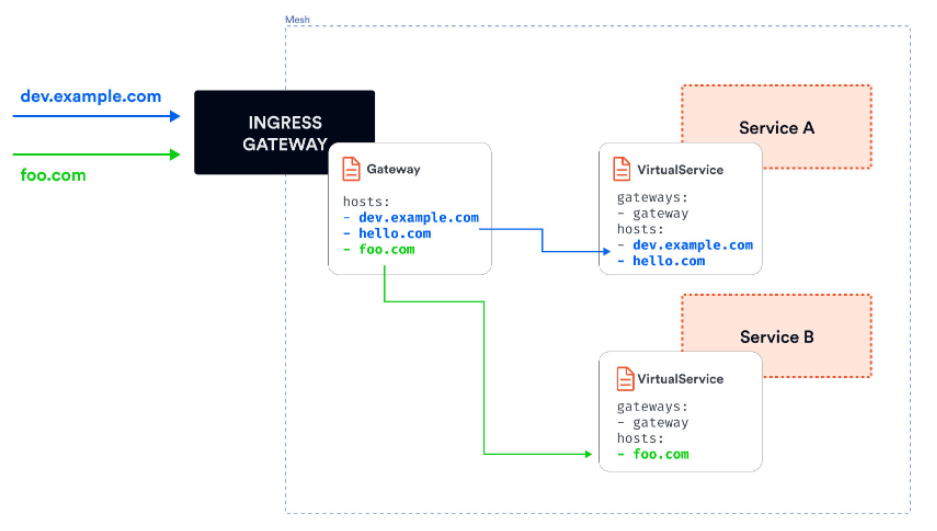 Mesh
dev.example.com
foo.com
INGRESS
GATEWAY
Gateway
hosts:
- dev.example.com
- hello.com
- foo.com
Service A
VirtualService
gateways:
- gateway
hosts:
- dev.example.com
- hello.com
Service B
VirtualService
gateways:
- gateway
hosts:
- foo.com